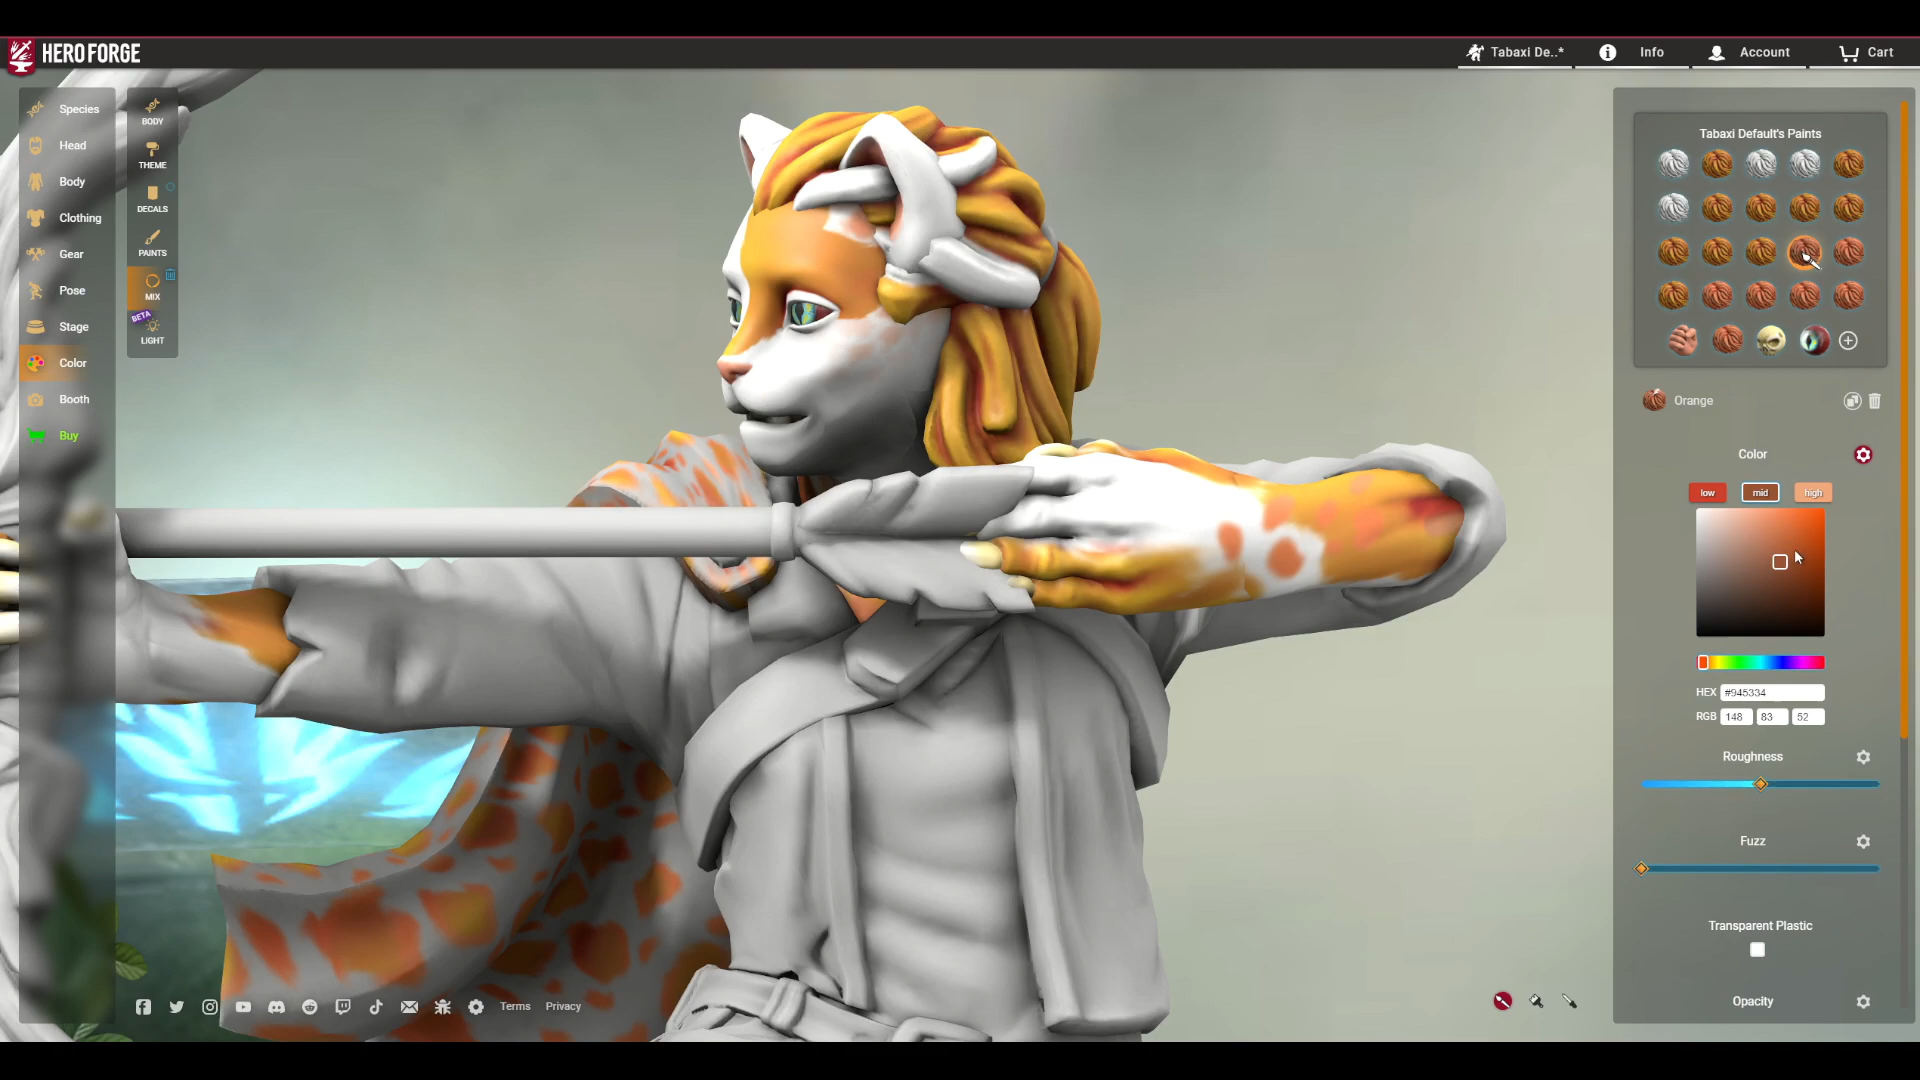 HERO FORGE
Tabaxi De..*
Info
Account
Cart
Species
Head
Body
Clothing
Gear
Pose
Stage
Color
Booth
Buy
BODY
THEME
DECALS
PAINTS
MIX
BETA
LIGHT
Tabaxi Default's Paints
Orange
Color
low mid high
HEX #945334
RGB 148 83 52
Roughness
Fuzz
Transparent Plastic
Opacity
Terms Privacy